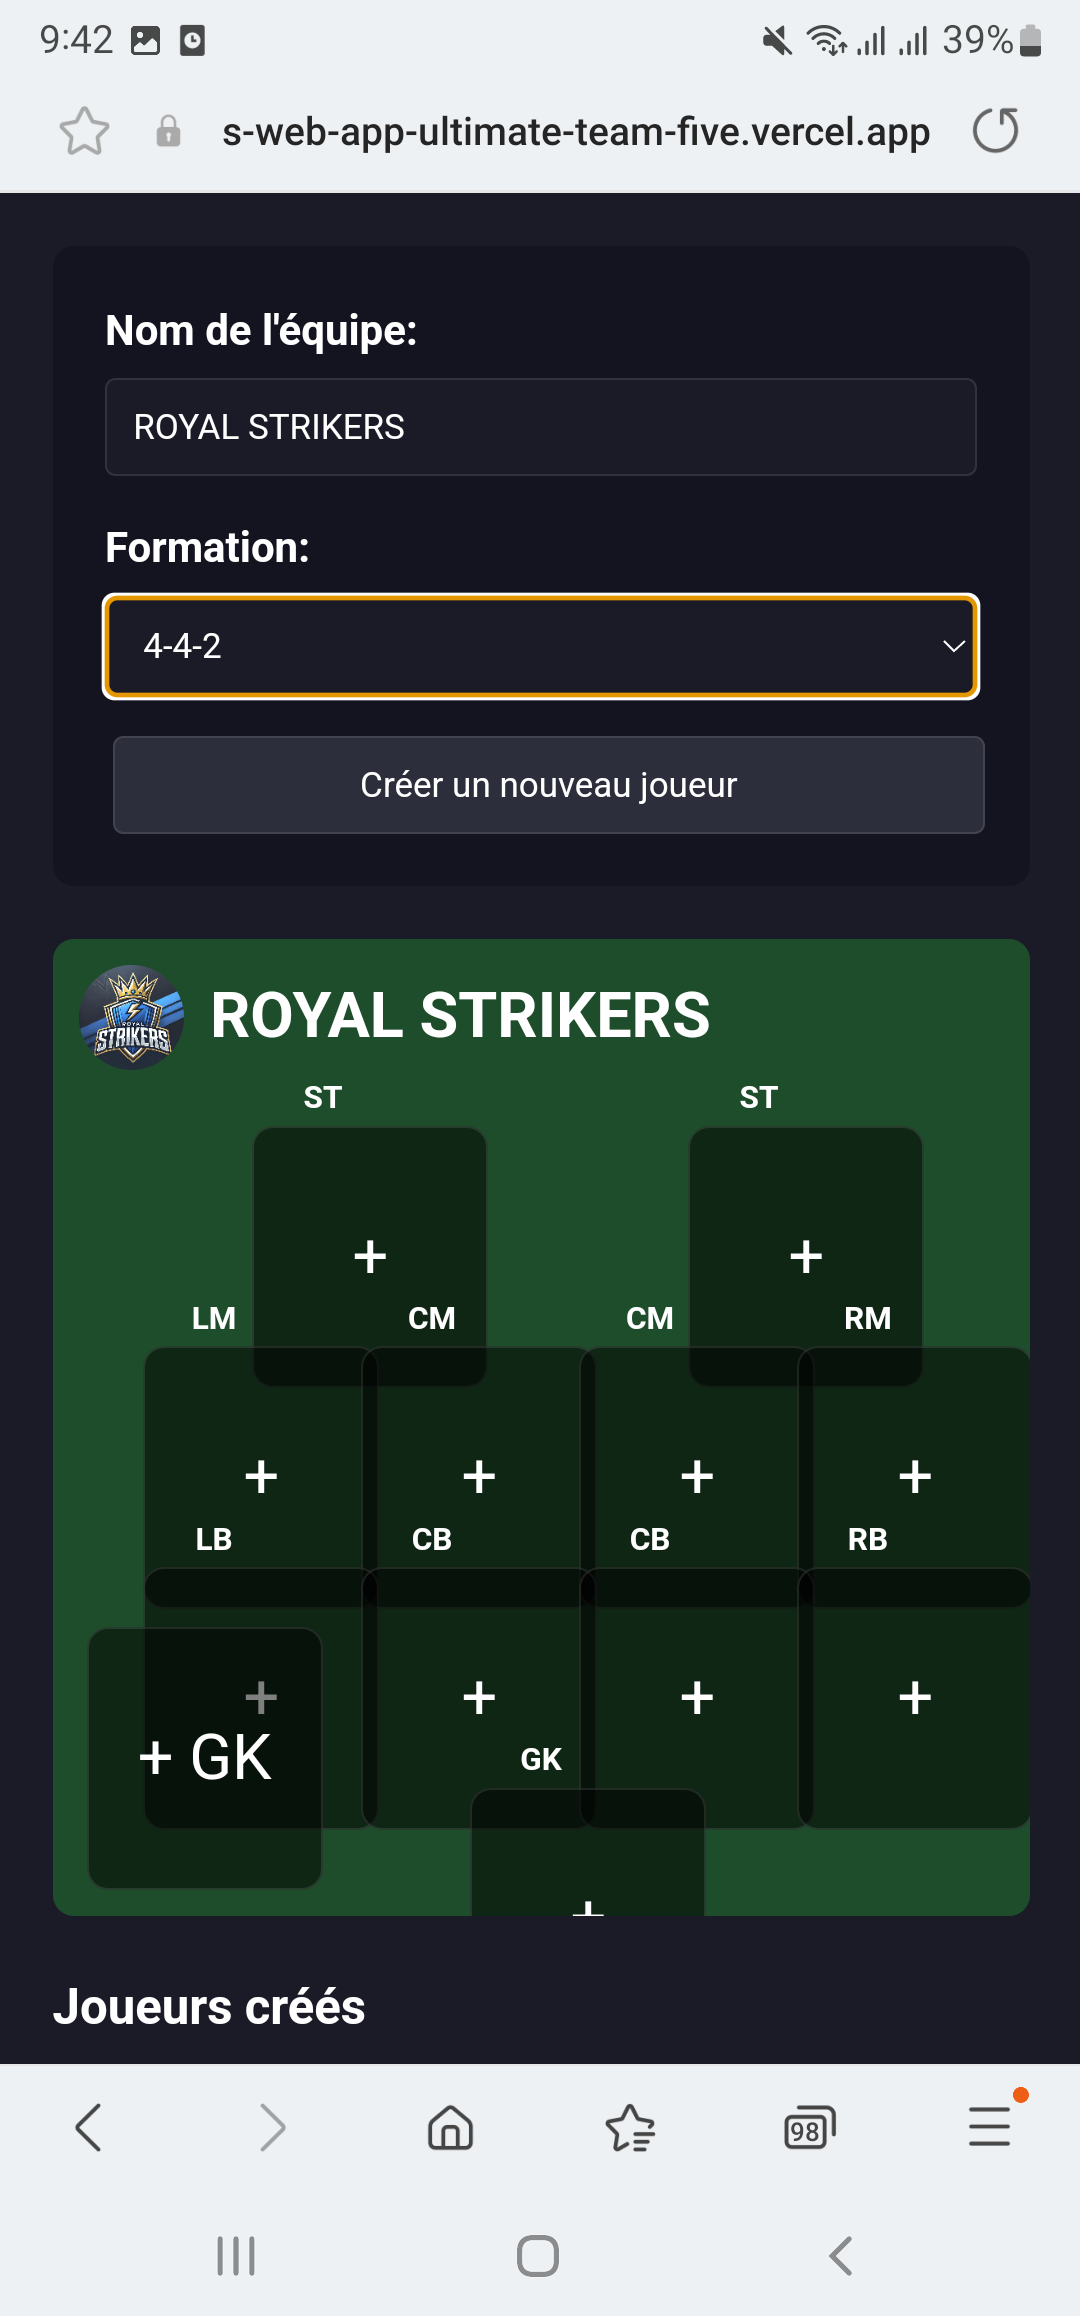 9:42 39%
s-web-app-ultimate-team-five.vercel.app
Nom de l'équipe:
ROYAL STRIKERS
Formation:
4-4-2
Créer un nouveau joueur
ROYAL
STRIKERS
ROYAL STRIKERS
ST ST
+ +
LM CM CM RM
+ + + +
LB CB CB RB
+ + + +
+ GK
GK
+
Joueurs créés
98